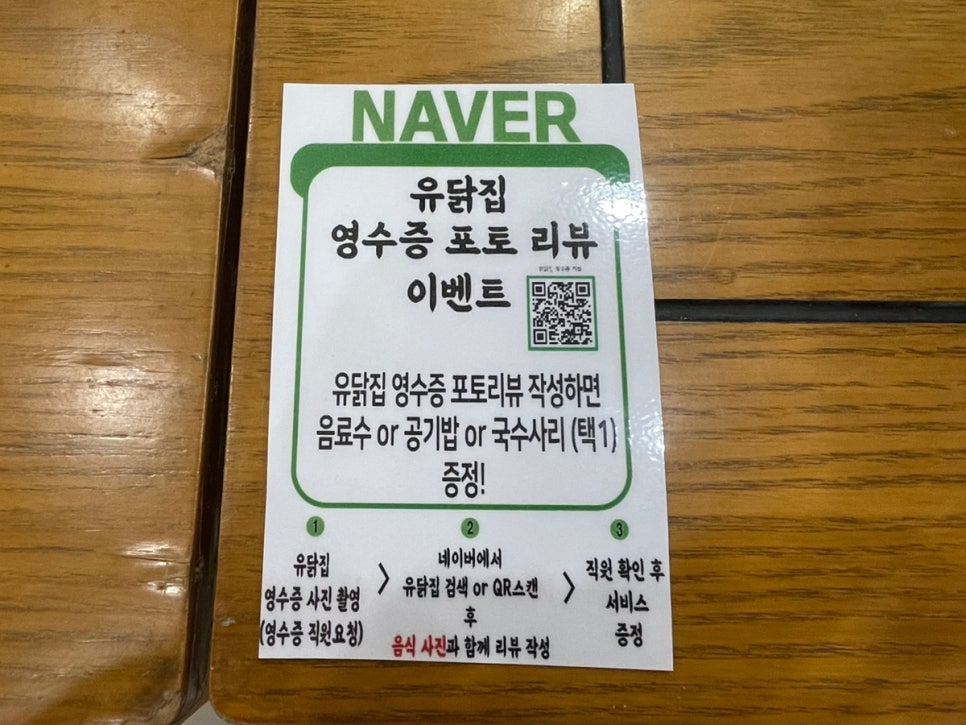 NAVER
유닭집
영수증 포토 리뷰
이벤트
유닭집 영수증 포토리뷰 작성하면
음료수 or 공기밥 or 국수사리 (택1)
증정!
1
유닭집
영수증 사진 촬영
(영수증 직원요청)
>
2
네이버에서
유닭집 검색 or QR스캔
후
음식 사진과 함께 리뷰 작성
>
3
직원 확인 후
서비스
증정